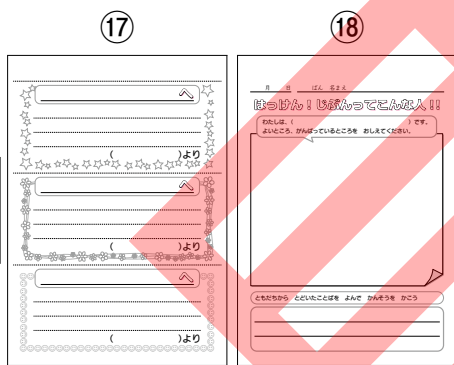 ⑰
へ
( )より
へ
( )より
へ
( )より
⑱
月 日 ばん 名まえ
はっけん!じぶんってこんな人!!
わたしは、( )です。
よいところ、がんばっているところを おしえてください。
ともだちから とどいたことばを よんで かんそうを かこう